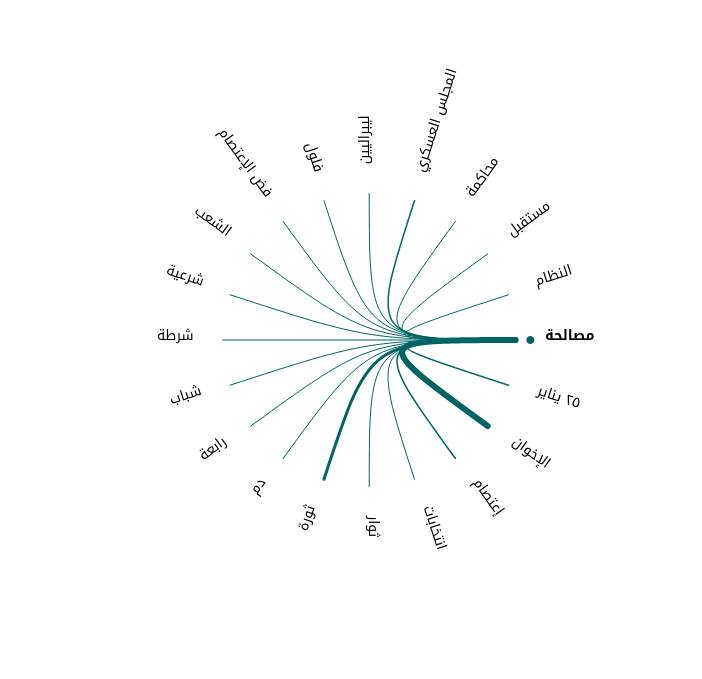 مصالحة
٢٥ يناير
الإخوان
إعتصام
انتخابات
ثوار
ثورة
دم
رابعة
شباب
شرطة
شرعية
الشعب
فض الإعتصام
فلول
ليبراليين
المجلس العسكري
محاكمة
مستقبل
النظام